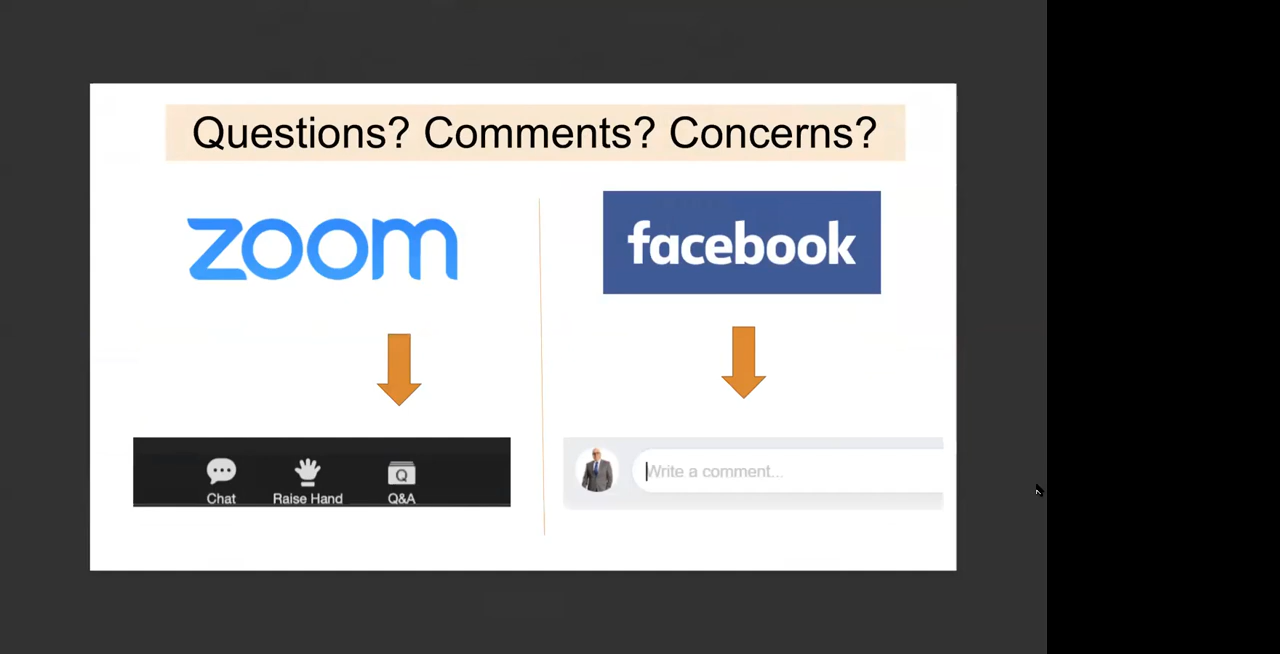 Questions? Comments? Concerns?
zoom
facebook
Chat
Raise Hand
Q
Q&A
Write a comment...